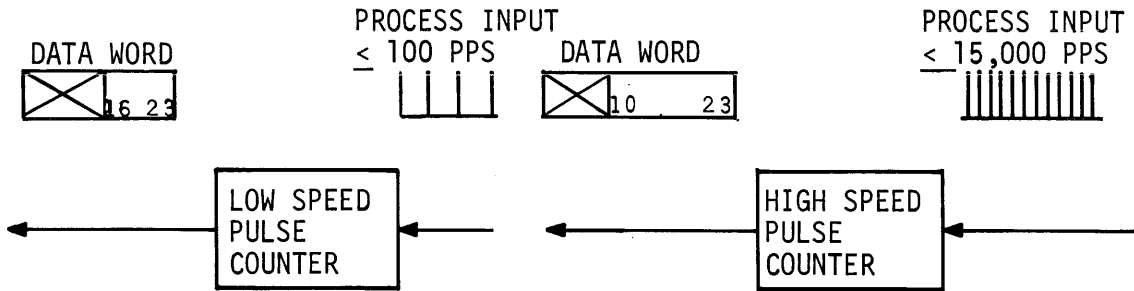 PROCESS INPUT
≤ 100 PPS
DATA WORD
16 23
LOW SPEED
PULSE
COUNTER
PROCESS INPUT
≤ 15,000 PPS
DATA WORD
10 23
HIGH SPEED
PULSE
COUNTER